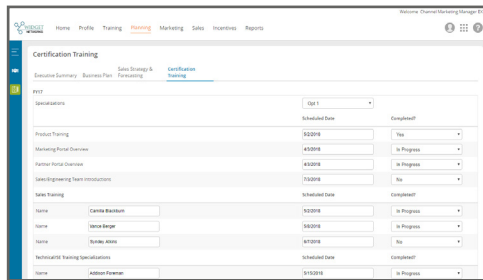 Welcome, Channel Marketing Manager
WIDGET
NETWORKS
Home Profile Training Planning Marketing Sales Incentives Reports
Certification Training
Executive Summary Business Plan Sales Strategy & Forecasting Certification Training
FY17
Specializations Opt 1
Scheduled Date Completed?
Product Training 5/2/2018 Yes
Marketing Portal Overview 4/5/2018 In Progress
Partner Portal Overview 4/3/2018 In Progress
Sales/Engineering Team Introductions 7/3/2018 No
Sales Training Scheduled Date Completed?
Name Camilla Blackburn 5/2/2018 In Progress
Name Vance Berger 5/8/2018 In Progress
Name Sundeu Atkins 6/7/2018 No
Technical/SE Training Specializations Scheduled Date Completed?
Name Addison Foreman 5/15/2018 In Progress